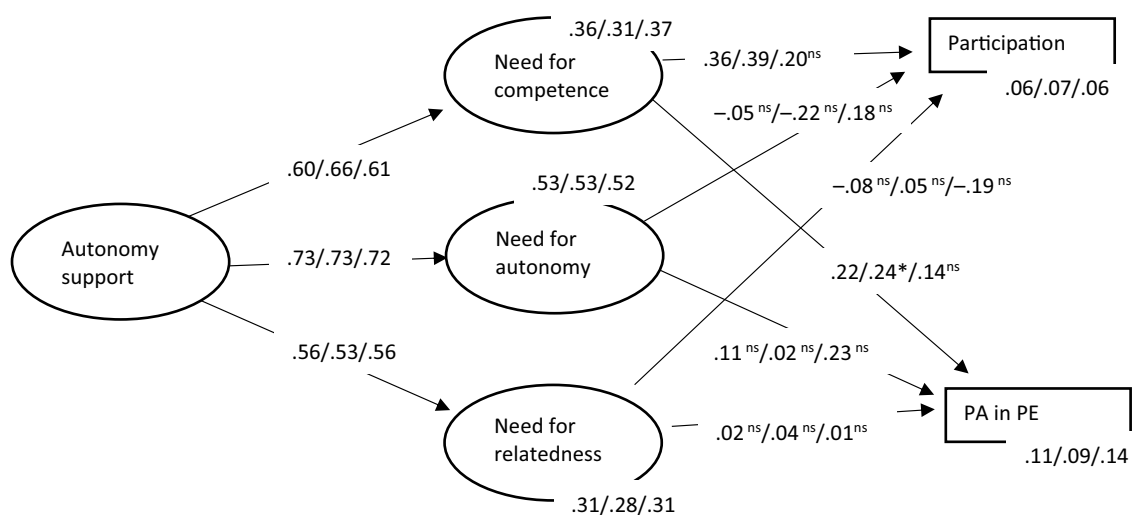 .36/.31/.37
Participation
Need for
competence
.36/.39/.20ns
.06/.07/.06
–.05 ns/–.22 ns/.18 ns
.60/.66/.61
.53/.53/.52
–.08 ns/.05 ns/–.19 ns
Autonomy
support
.73/.73/.72
Need for
autonomy
.22/.24*/.14ns
.56/.53/.56
.11 ns/.02 ns/.23 ns
Need for
relatedness
.02 ns/.04 ns/.01ns
PA in PE
.11/.09/.14
.31/.28/.31